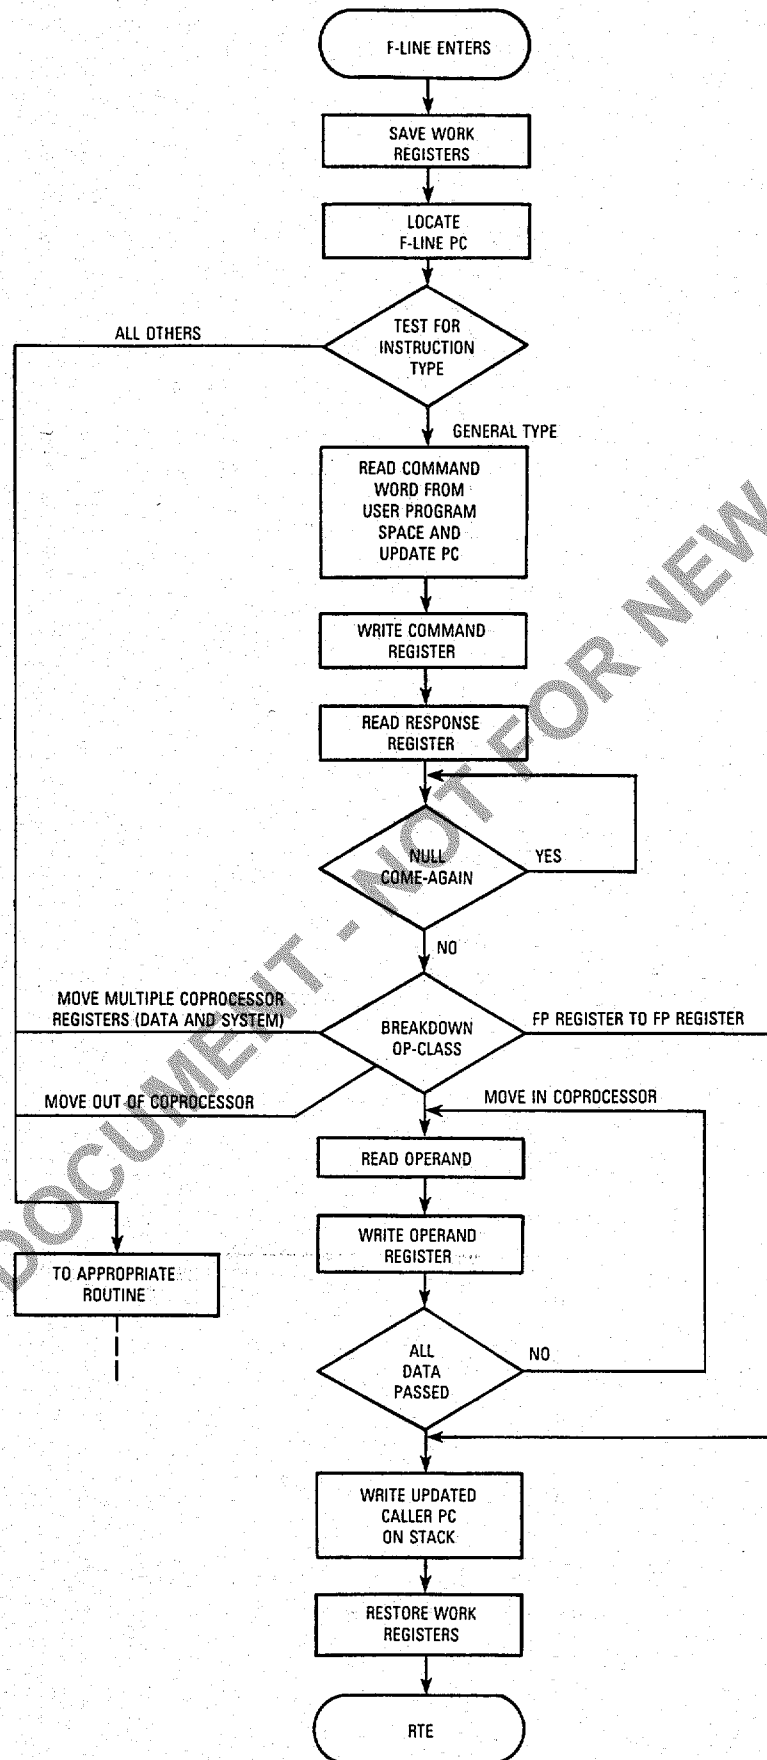 F-LINE ENTERS
SAVE WORK
REGISTERS
LOCATE
F-LINE PC
TEST FOR
INSTRUCTION
TYPE
ALL OTHERS
GENERAL TYPE
READ COMMAND
WORD FROM
USER PROGRAM
SPACE AND
UPDATE PC
WRITE COMMAND
REGISTER
READ RESPONSE
REGISTER
NULL
COME-AGAIN
YES
NO
MOVE MULTIPLE COPROCESSOR
REGISTERS (DATA AND SYSTEM)
BREAKDOWN
OP-CLASS
FP REGISTER TO FP REGISTER
MOVE OUT OF COPROCESSOR
MOVE IN COPROCESSOR
READ OPERAND
WRITE OPERAND
REGISTER
TO APPROPRIATE
ROUTINE
ALL
DATA
PASSED
NO
WRITE UPDATED
CALLER PC
ON STACK
RESTORE WORK
REGISTERS
RTE
DOCUMENT - NOT FOR NEW